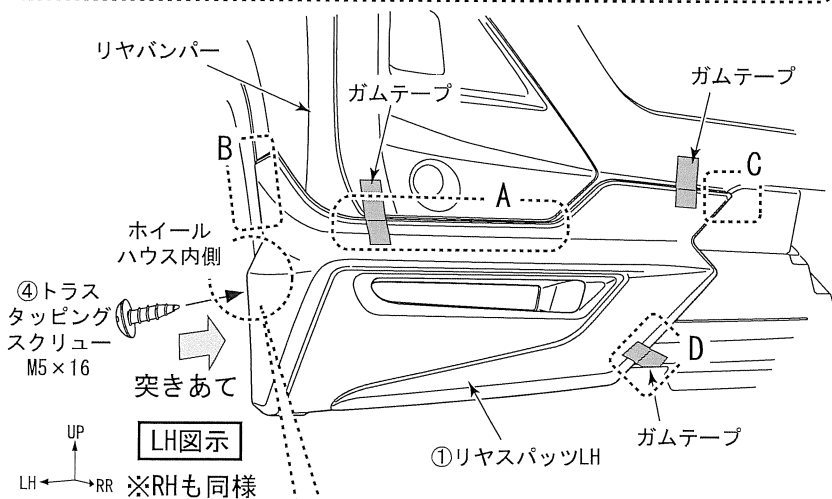 リヤバンパー
ガムテープ
ガムテープ
B
A
C
ホイール
ハウス内側
④トラス
タッピング
スクリュー
M5×16
突きあて
D
ガムテープ
①リヤスパッツLH
LH図示
※RHも同様
UP
LH
RR